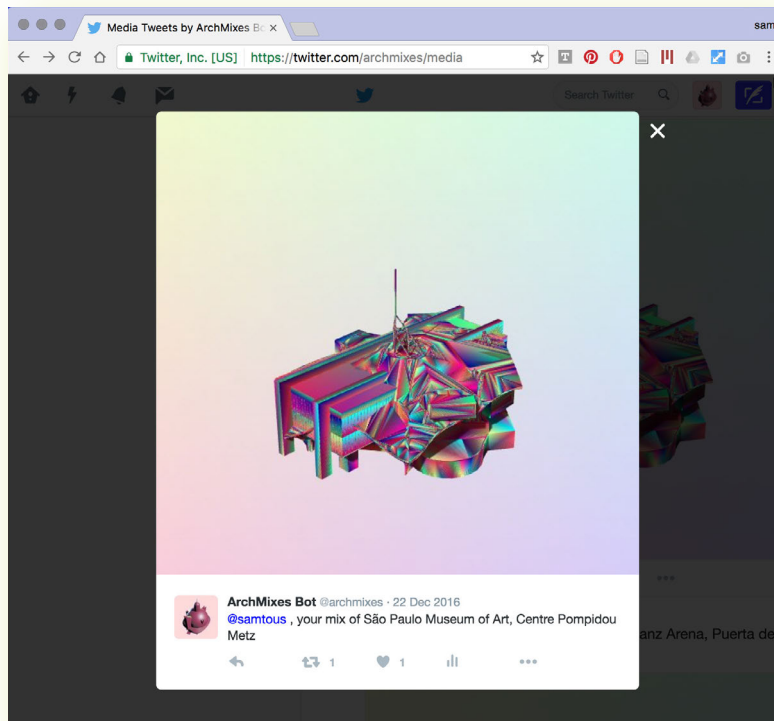 Media Tweets by ArchMixes Bo
sam
Twitter, Inc. [US] https://twitter.com/archmixes/media
Search Twitter
ArchMixes Bot @archmixes · 22 Dec 2016
@samtous , your mix of São Paulo Museum of Art, Centre Pompidou
Metz
1 1
anz Arena, Puerta de